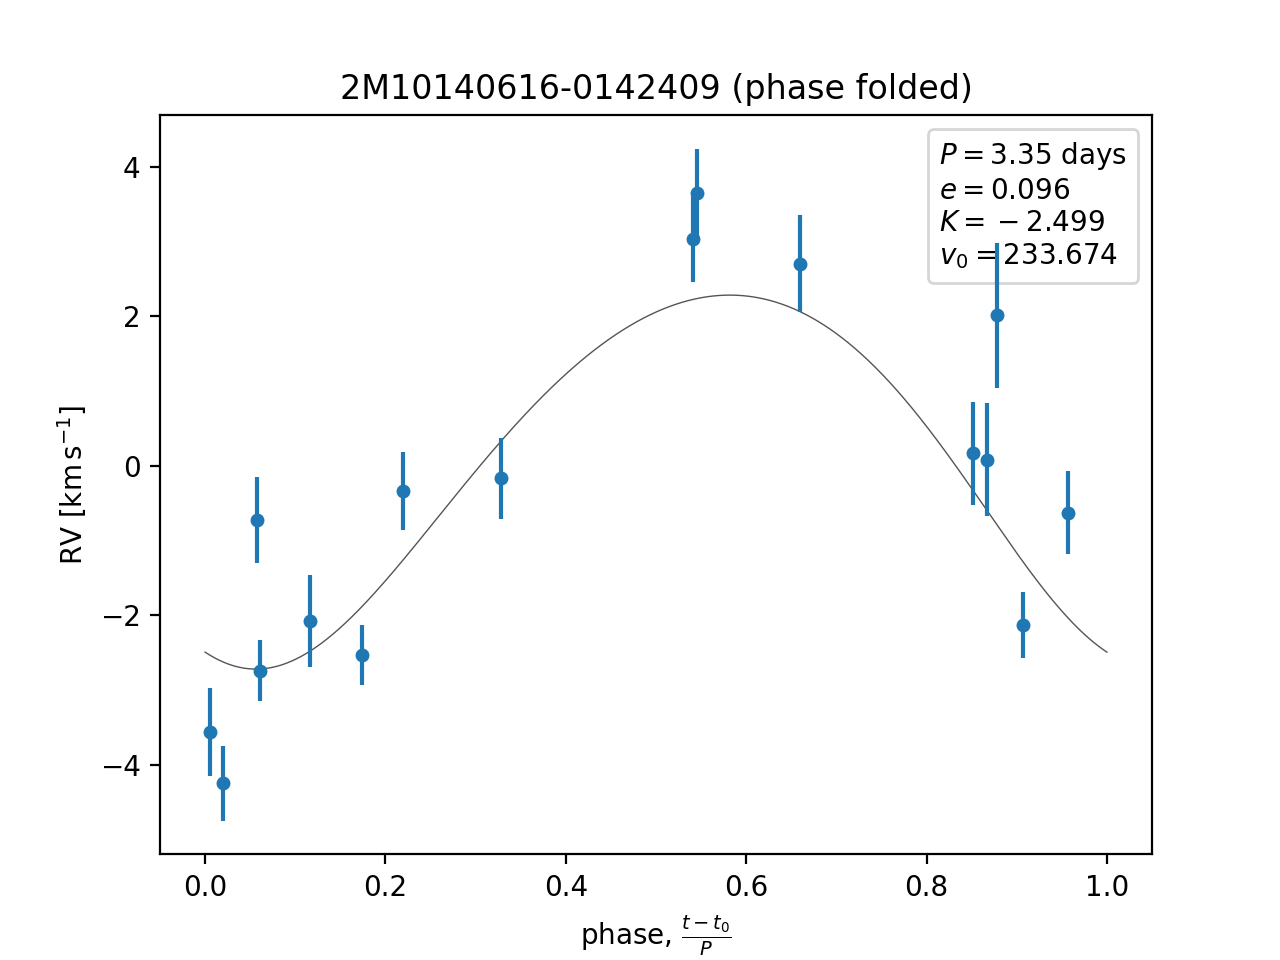 2M10140616-0142409 (phase folded)
P = 3.35 days
e = 0.096
K = −2.499
v₀ = 233.674
4
2
0
−2
−4
RV [km s⁻¹]
0.0 0.2 0.4 0.6 0.8 1.0
phase, (t − t₀)/P